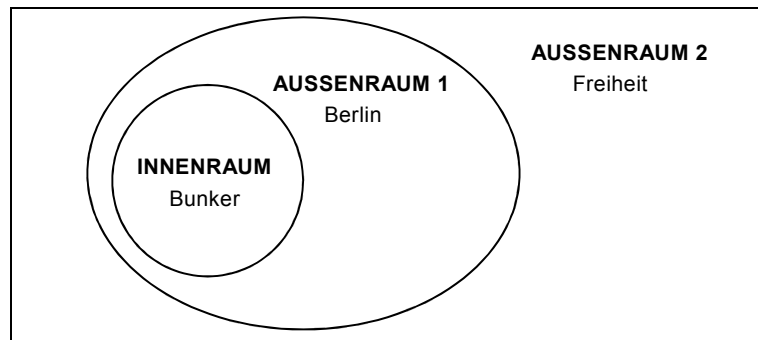 AUSSENRAUM 2
Freiheit
AUSSENRAUM 1
Berlin
INNENRAUM
Bunker